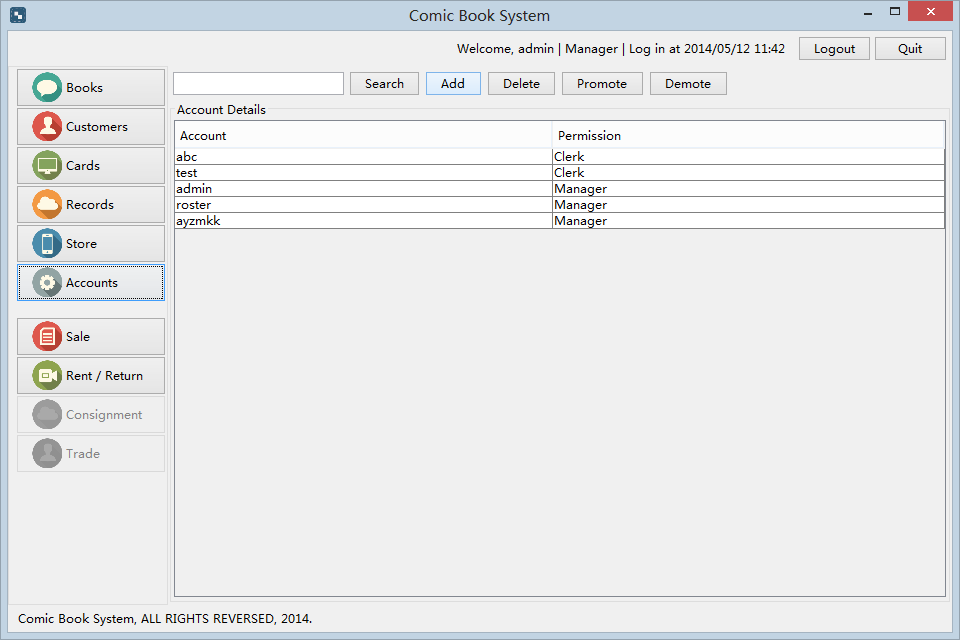 Comic Book System
Welcome, admin | Manager | Log in at 2014/05/12 11:42
Logout
Quit
Books
Customers
Cards
Records
Store
Accounts
Sale
Rent / Return
Consignment
Trade
Search
Add
Delete
Promote
Demote
Account Details
Account Permission
abc Clerk
test Clerk
admin Manager
roster Manager
ayzmkk Manager
Comic Book System, ALL RIGHTS REVERSED, 2014.